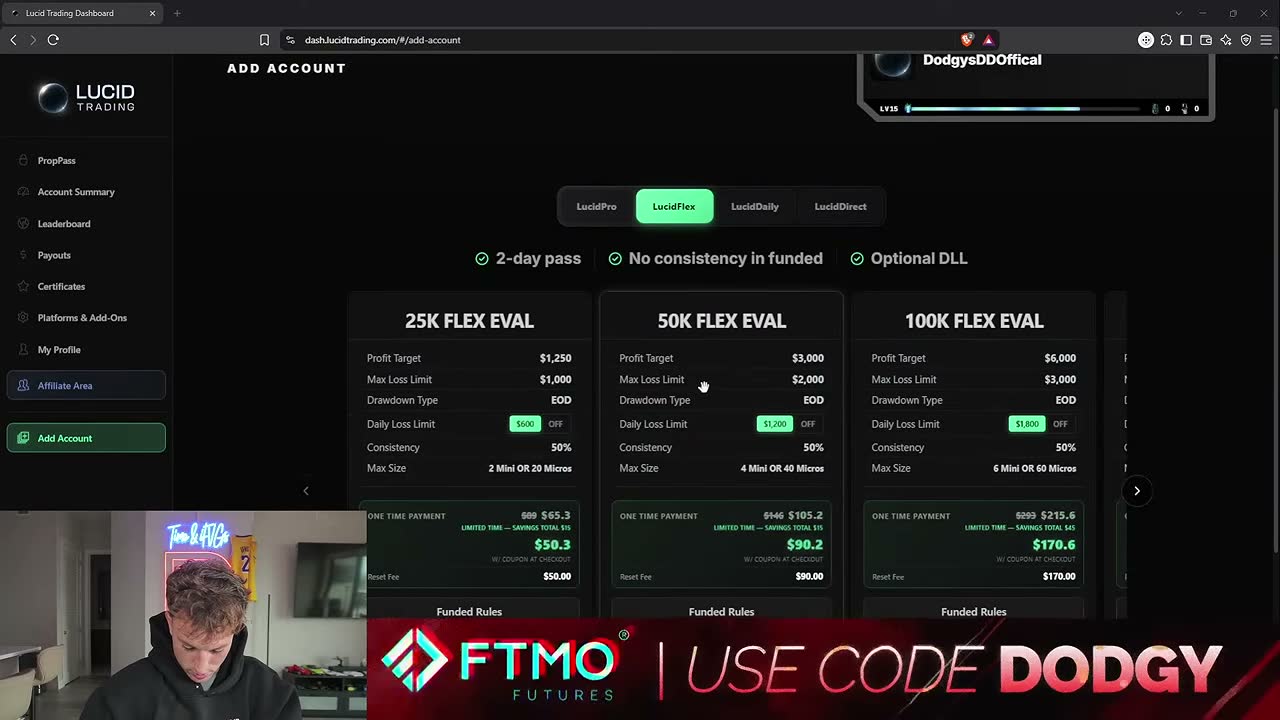 Lucid Trading Dashboard
dash.lucidtrading.com/#/add-account
LUCID
TRADING
PropPass
Account Summary
Leaderboard
Payouts
Certificates
Platforms & Add-Ons
My Profile
Affiliate Area
Add Account
ADD ACCOUNT
DodgysDDOffical
LV15
0 0
LucidPro LucidFlex LucidDaily LucidDirect
2-day pass No consistency in funded Optional DLL
25K FLEX EVAL
Profit Target $1,250
Max Loss Limit $1,000
Drawdown Type EOD
Daily Loss Limit $600 OFF
Consistency 50%
Max Size 2 Mini OR 20 Micros
ONE TIME PAYMENT $89 $65.3
LIMITED TIME — SAVINGS TOTAL $15
$50.3
W/ COUPON AT CHECKOUT
Reset Fee $50.00
Funded Rules
50K FLEX EVAL
Profit Target $3,000
Max Loss Limit $2,000
Drawdown Type EOD
Daily Loss Limit $1,200 OFF
Consistency 50%
Max Size 4 Mini OR 40 Micros
ONE TIME PAYMENT $146 $105.2
LIMITED TIME — SAVINGS TOTAL $15
$90.2
W/ COUPON AT CHECKOUT
Reset Fee $90.00
Funded Rules
100K FLEX EVAL
Profit Target $6,000
Max Loss Limit $3,000
Drawdown Type EOD
Daily Loss Limit $1,800 OFF
Consistency 50%
Max Size 6 Mini OR 60 Micros
ONE TIME PAYMENT $293 $215.6
LIMITED TIME — SAVINGS TOTAL $45
$170.6
W/ COUPON AT CHECKOUT
Reset Fee $170.00
Funded Rules
FTMO®
FUTURES
USE CODE DODGY